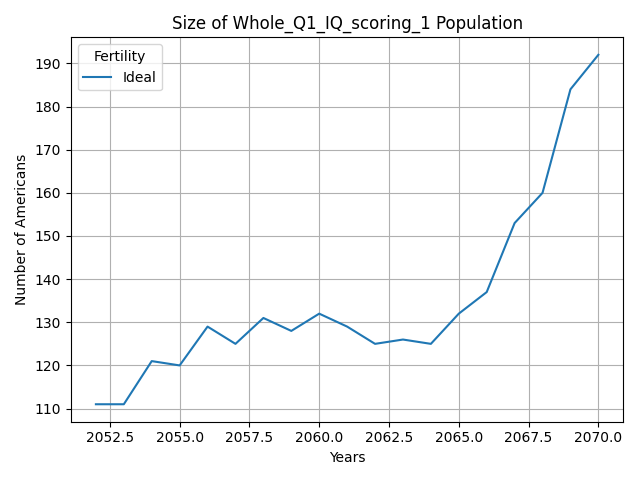 Size of Whole_Q1_IQ_scoring_1 Population
Fertility
Ideal
Number of Americans
190
180
170
160
150
140
130
120
110
2052.5 2055.0 2057.5 2060.0 2062.5 2065.0 2067.5 2070.0
Years